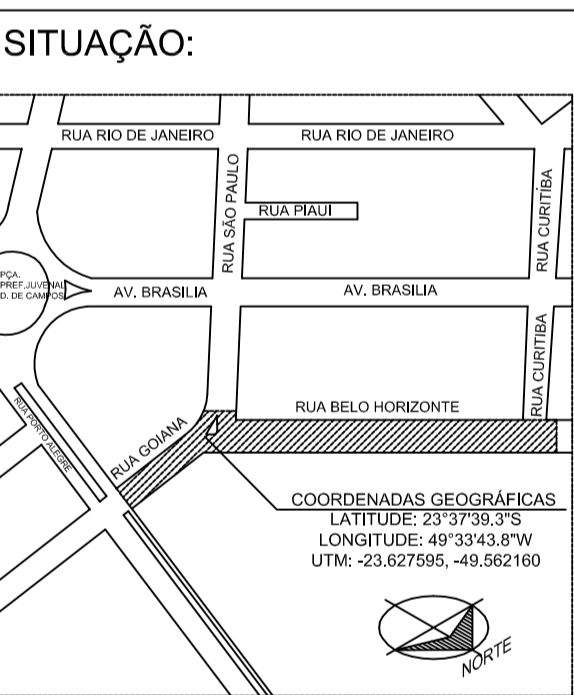 SITUAÇÃO:
RUA RIO DE JANEIRO
RUA RIO DE JANEIRO
RUA SÃO PAULO
RUA PIAUI
RUA CURITIBA
PÇA.
PREF.JUVENAL
D. DE CAMPOS
AV. BRASILIA
AV. BRASILIA
RUA CURITIBA
RUA PORTO ALEGRE
RUA GOIANA
RUA BELO HORIZONTE
COORDENADAS GEOGRÁFICAS
LATITUDE: 23°37'39.3"S
LONGITUDE: 49°33'43.8"W
UTM: -23.627595, -49.562160
NORTE